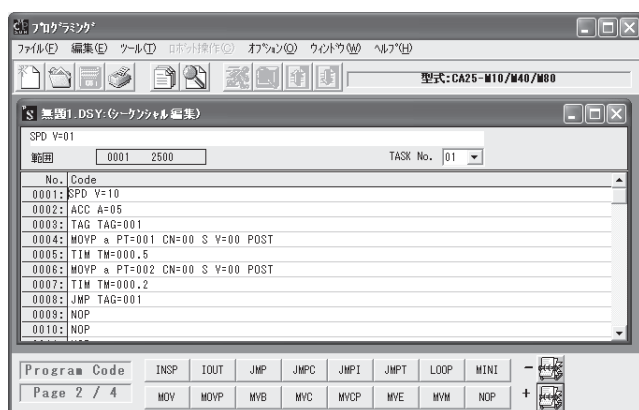 プログラミング
ファイル(F) 編集(E) ツール(T) ロボット操作(C) オプション(O) ウィンドウ(W) ヘルプ(H)
型式:CA25-M10/M40/M80
無題1.DSY:(シーケンシャル編集)
SPD V=01
範囲 0001 2500 TASK No. 01
No. Code
0001: SPD V=10
0002: ACC A=05
0003: TAG TAG=001
0004: MOVP a PT=001 CN=00 S V=00 POST
0005: TIM TM=000.5
0006: MOVP a PT=002 CN=00 S V=00 POST
0007: TIM TM=000.2
0008: JMP TAG=001
0009: NOP
0010: NOP
Program Code INSP IOUT JMP JMPC JMPI JMPT LOOP MINI -
Page 2 / 4 MOV MOVP MVB MVC MVCP MVE MVM NOP +